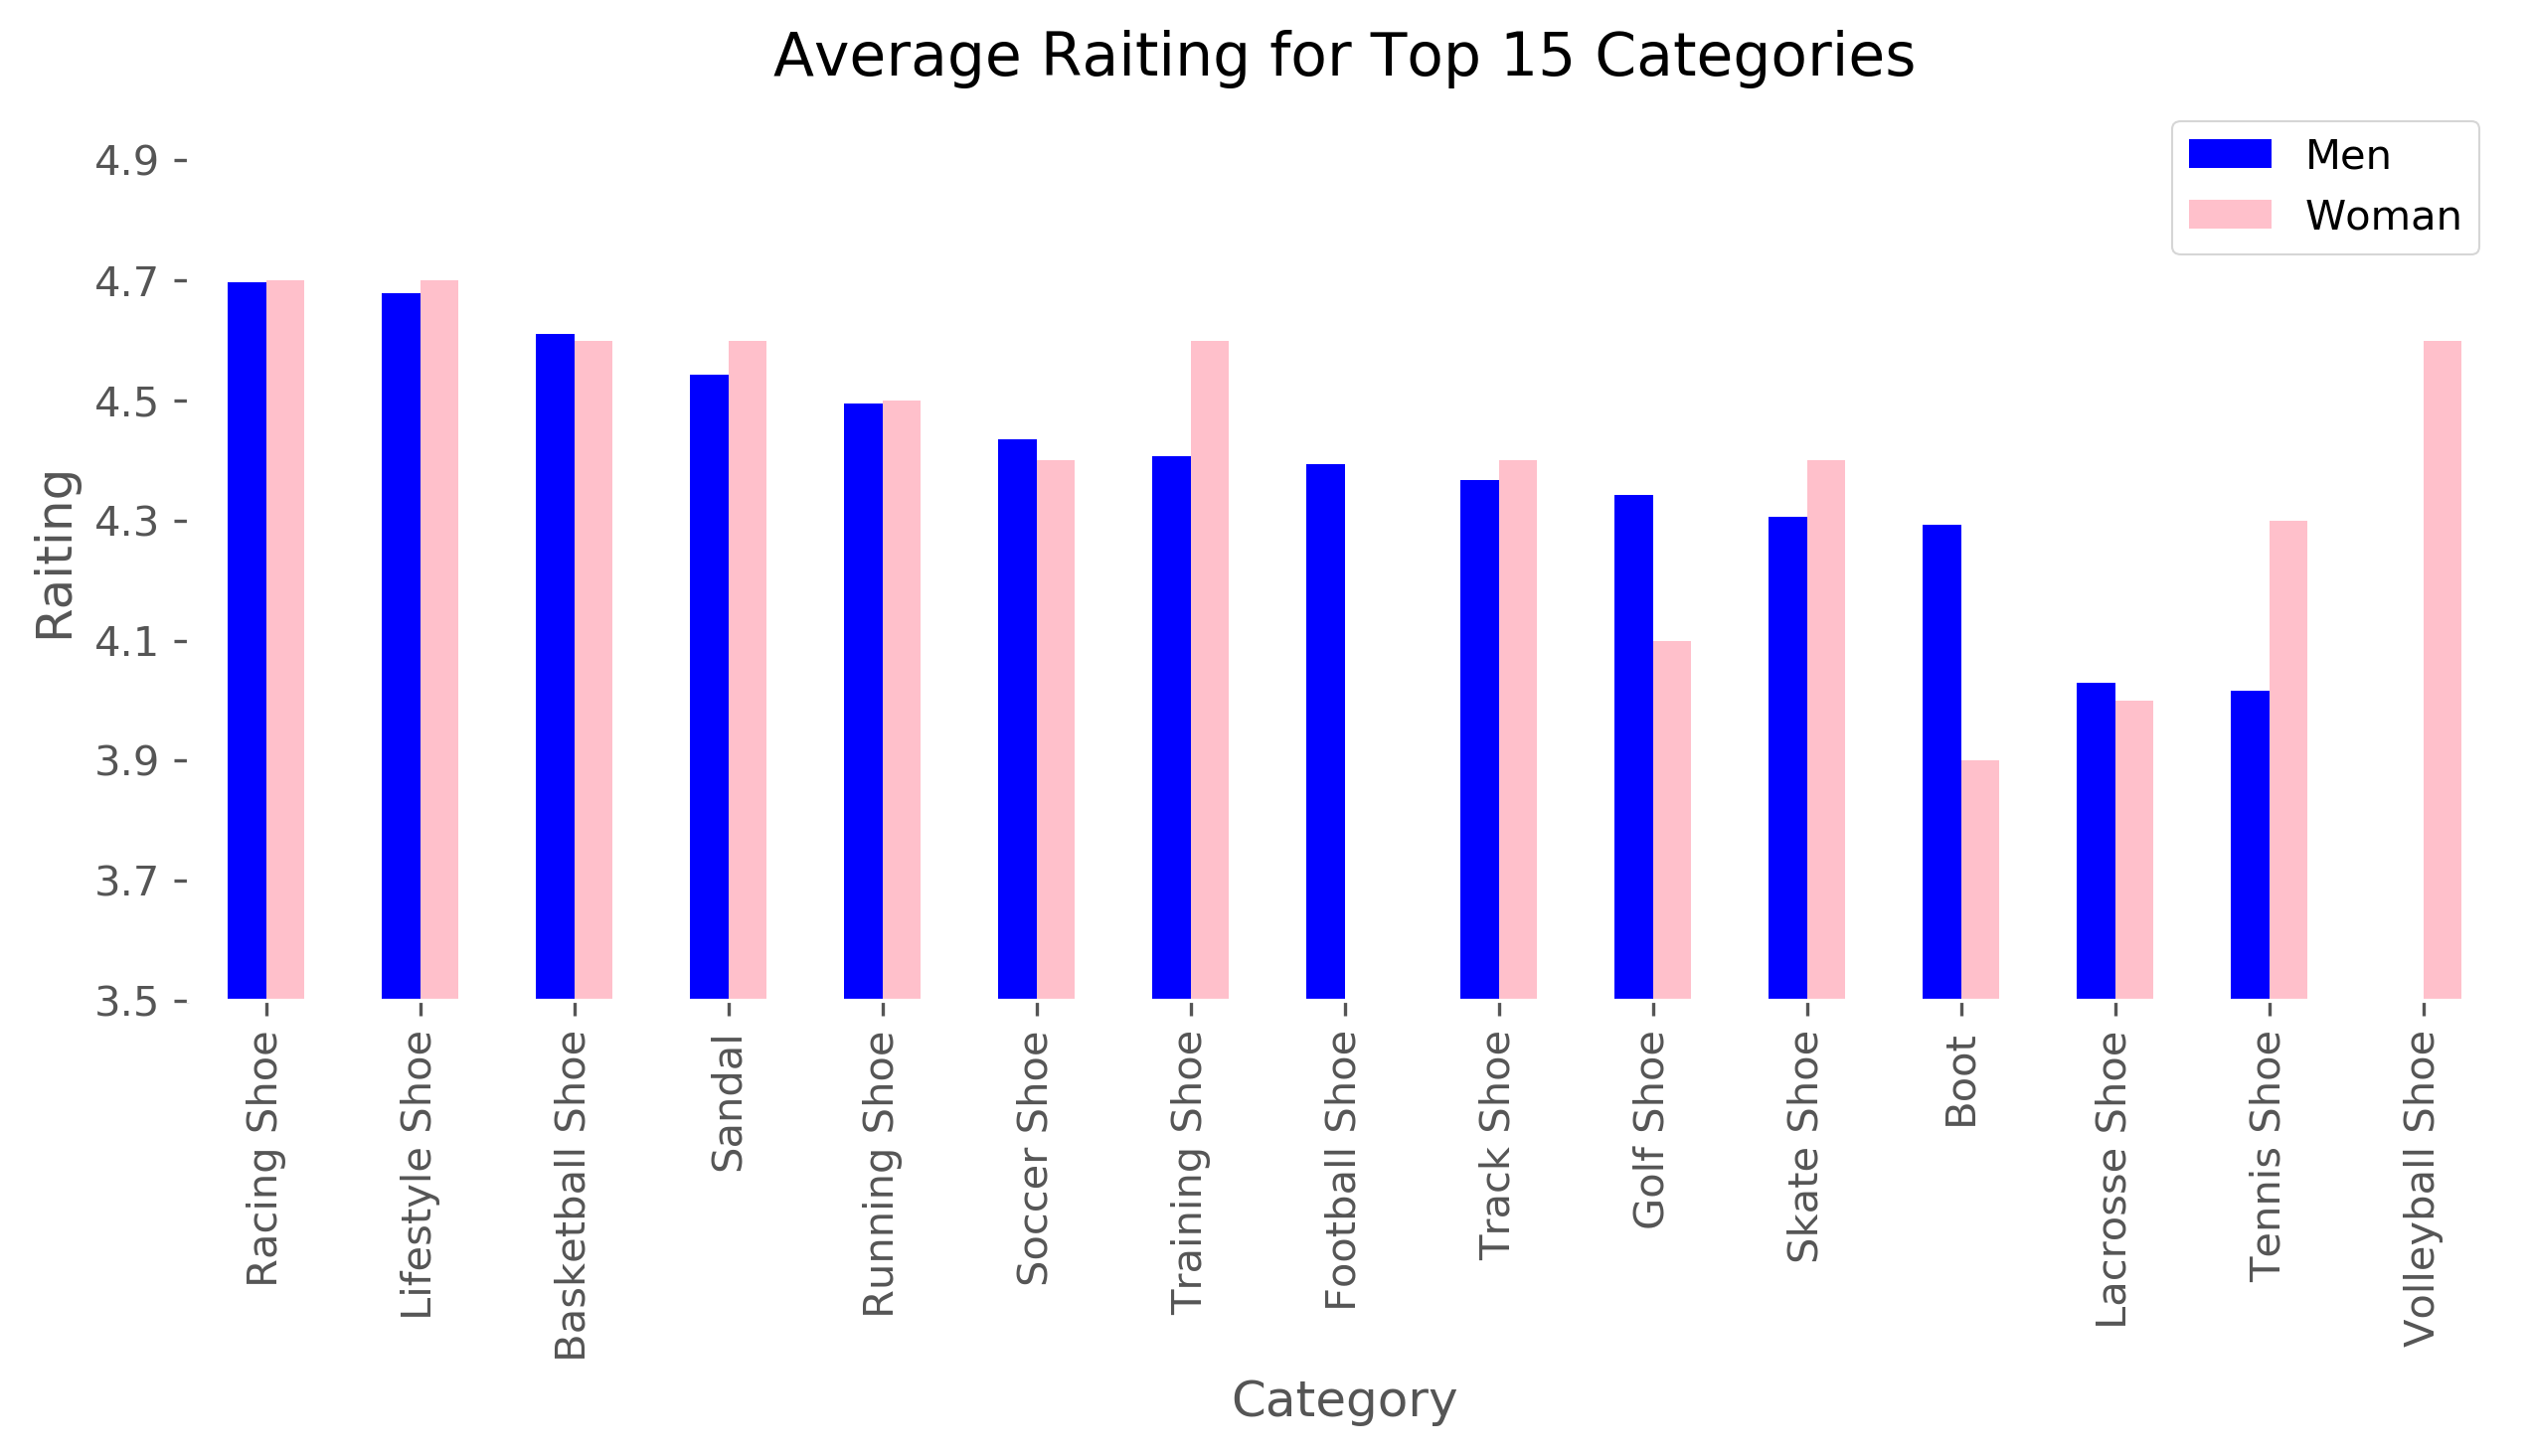 Average Raiting for Top 15 Categories
Men
Woman
Raiting
4.9
4.7
4.5
4.3
4.1
3.9
3.7
3.5
Racing Shoe
Lifestyle Shoe
Basketball Shoe
Sandal
Running Shoe
Soccer Shoe
Training Shoe
Football Shoe
Track Shoe
Golf Shoe
Skate Shoe
Boot
Lacrosse Shoe
Tennis Shoe
Volleyball Shoe
Category